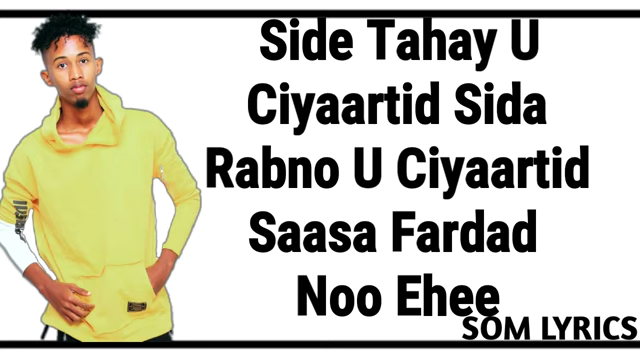 Side Tahay U
Ciyaartid Sida
Rabno U Ciyaartid
Saasa Fardad
Noo Ehee
SOM LYRICS